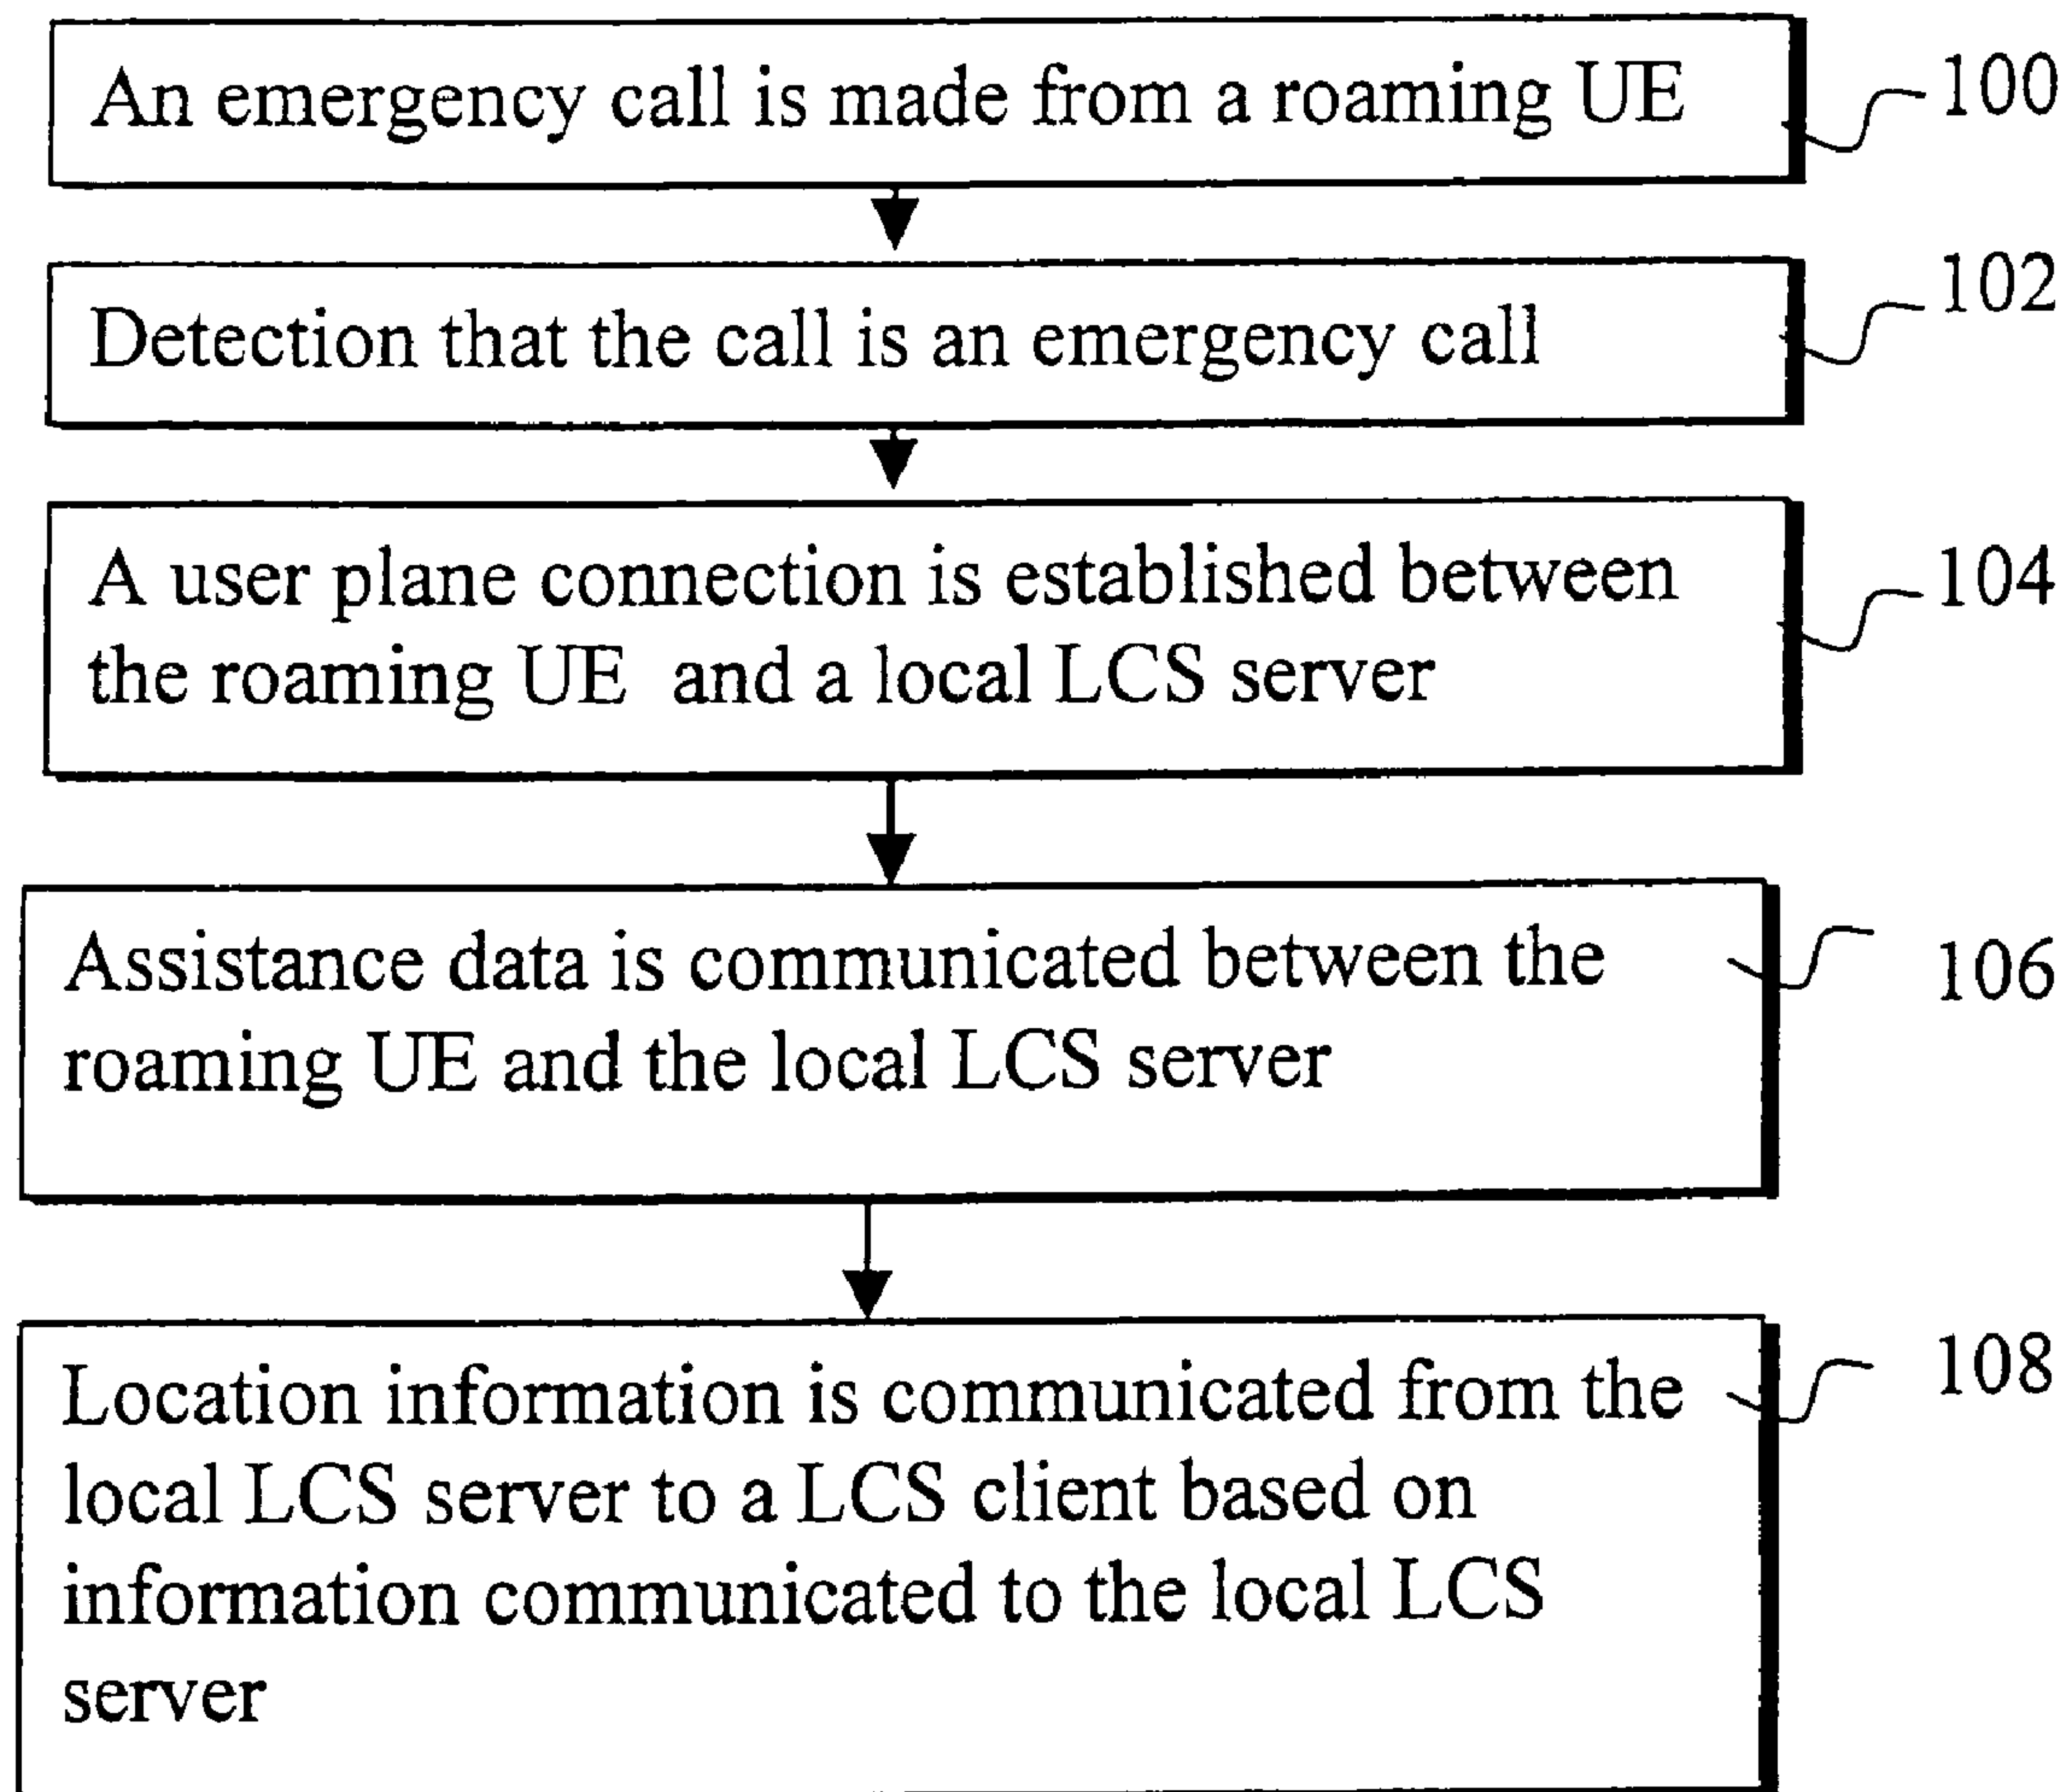 An emergency call is made from a roaming UE
100
Detection that the call is an emergency call
102
A user plane connection is established between
the roaming UE and a local LCS server
104
Assistance data is communicated between the
roaming UE and the local LCS server
106
Location information is communicated from the
local LCS server to a LCS client based on
information communicated to the local LCS
server
108